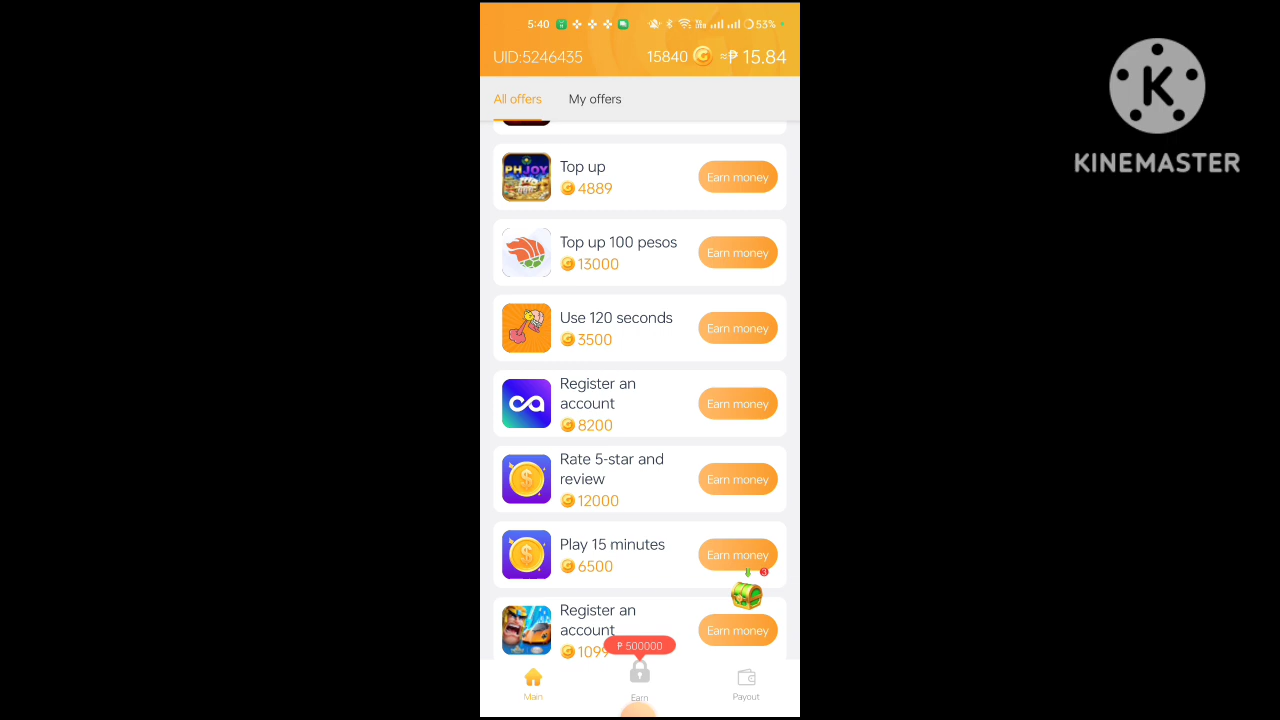 5:40
53%
UID:5246435
15840
≈₱ 15.84
All offers
My offers
PHJOY
Top up
4889
Earn money
Top up 100 pesos
13000
Earn money
Use 120 seconds
3500
Earn money
Register an
account
8200
Earn money
Rate 5-star and
review
12000
Earn money
Play 15 minutes
6500
Earn money
3
Register an
account
1099
Earn money
₱ 500000
Main
Earn
Payout
K
KINEMASTER